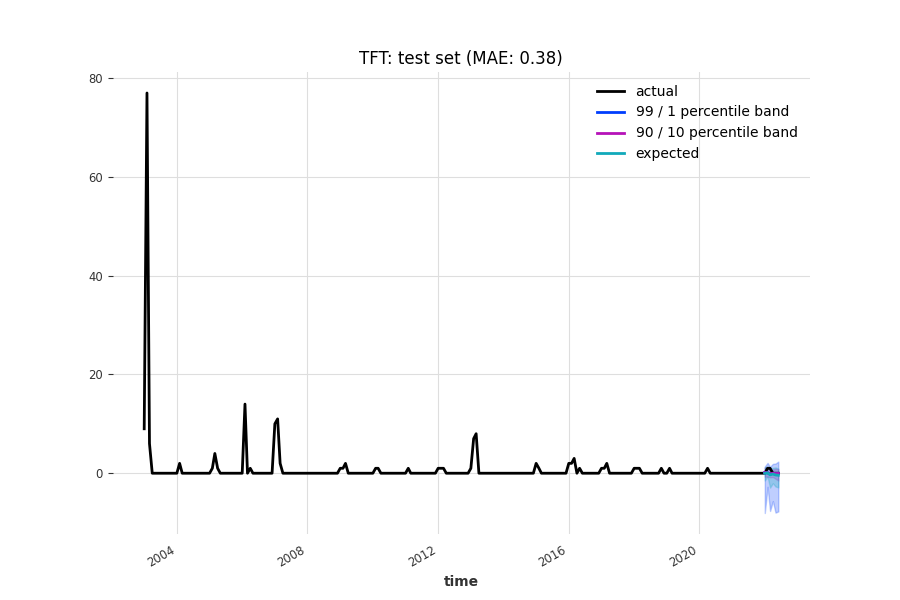 TFT: test set (MAE: 0.38)
actual
99 / 1 percentile band
90 / 10 percentile band
expected
80
60
40
20
0
2004
2008
2012
2016
2020
time